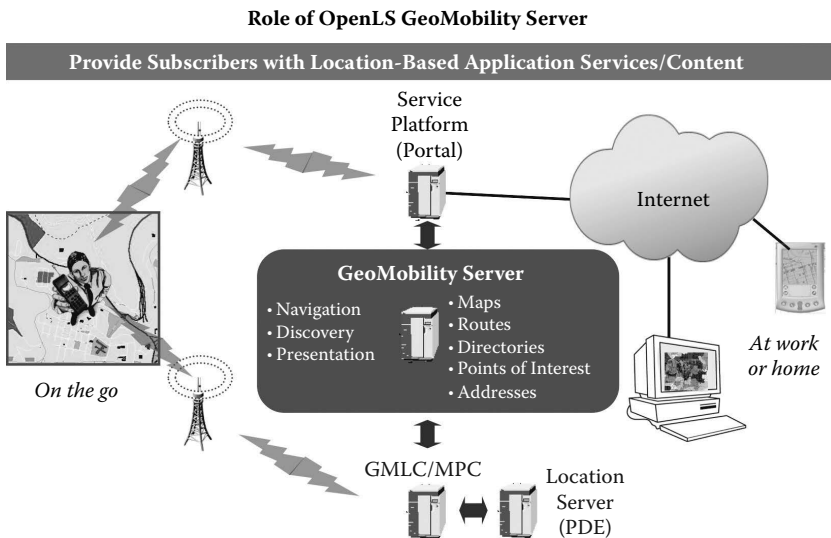 Role of OpenLS GeoMobility Server
Provide Subscribers with Location-Based Application Services/Content
Service
Platform
(Portal)
Internet
GeoMobility Server
• Navigation
• Discovery
• Presentation
• Maps
• Routes
• Directories
• Points of Interest
• Addresses
On the go
At work
or home
GMLC/MPC
Location
Server
(PDE)